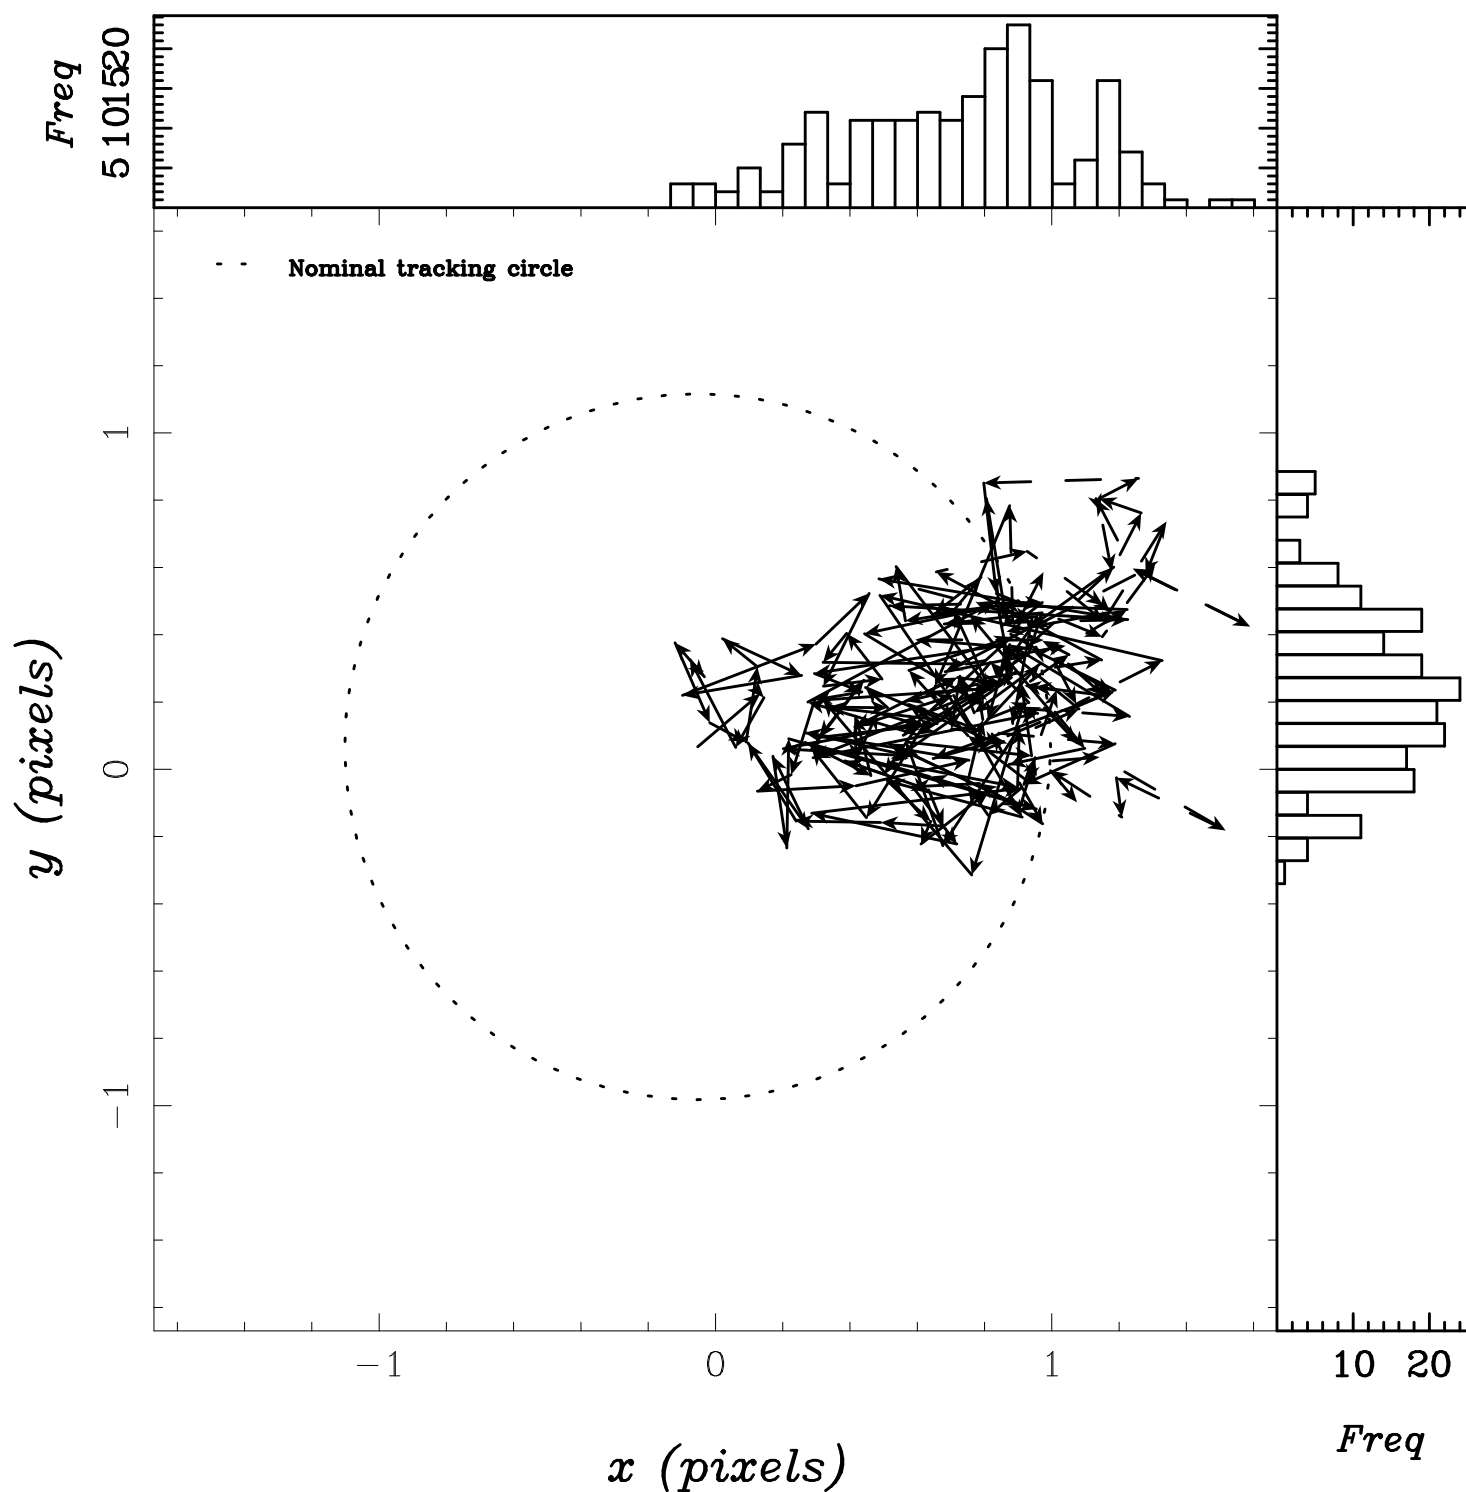 Freq
5 10 15 20
Nominal tracking circle
y (pixels)
1
0
−1
−1 0 1
10 20
x (pixels)
Freq